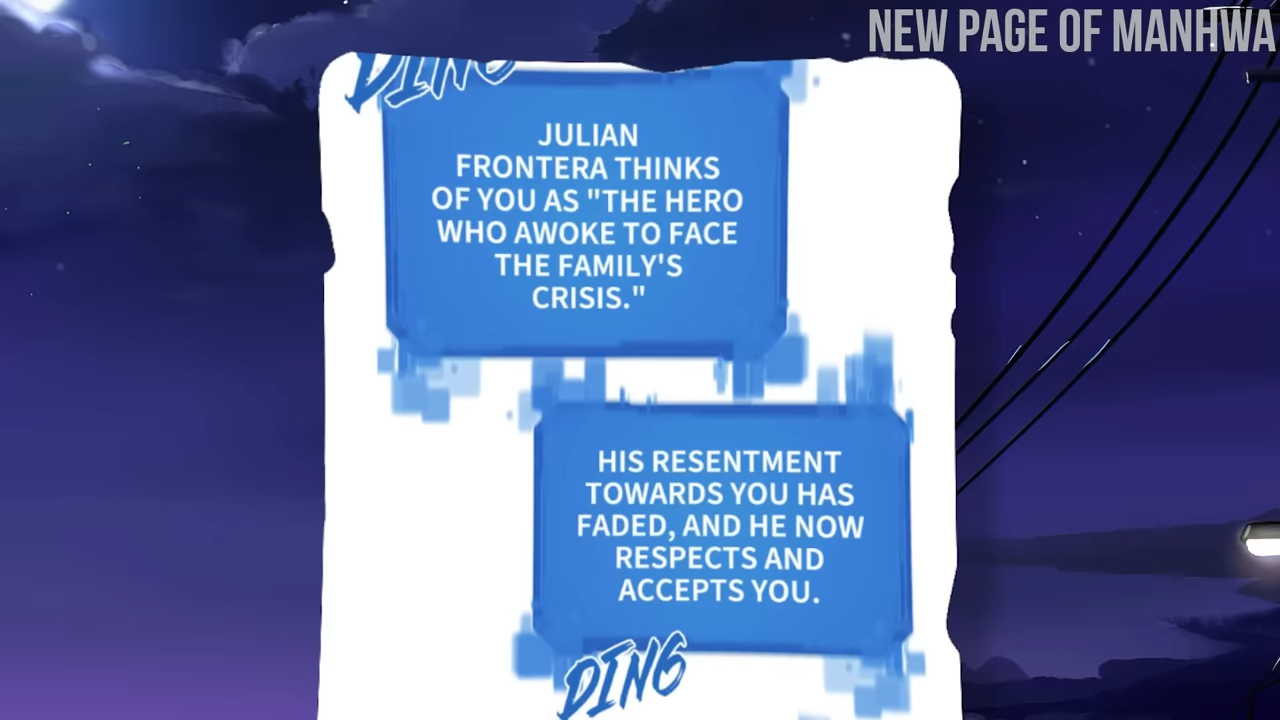 NEW PAGE OF MANHWA
DING
JULIAN
FRONTERA THINKS
OF YOU AS "THE HERO
WHO AWOKE TO FACE
THE FAMILY'S
CRISIS."
HIS RESENTMENT
TOWARDS YOU HAS
FADED, AND HE NOW
RESPECTS AND
ACCEPTS YOU.
DING